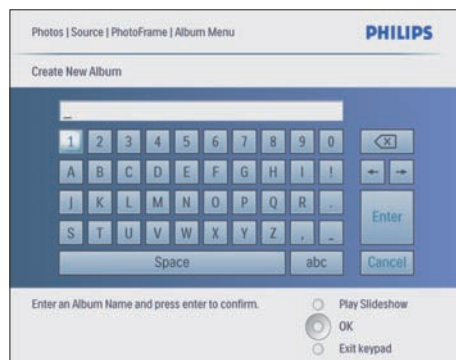 Photos | Source | PhotoFrame | Album Menu
PHILIPS
Create New Album
_
1 2 3 4 5 6 7 8 9 0
A B C D E F G H I !
J K L M N O P Q R .
Enter
S T U V W X Y Z , _
Space abc Cancel
Enter an Album Name and press enter to confirm.
Play Slideshow
OK
Exit keypad